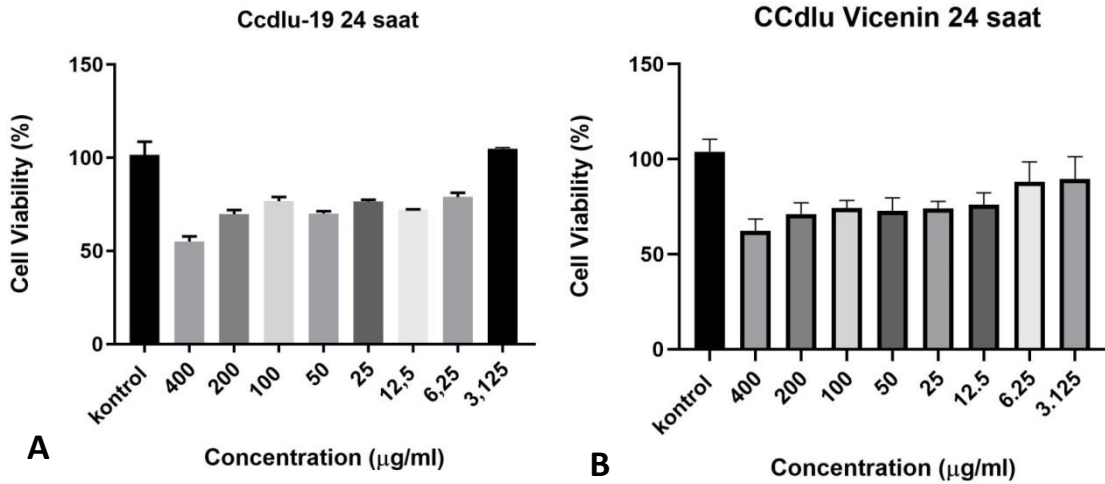 Ccdlu-19 24 saat
150
100
50
0
Cell Viability (%)
kontrol
400
200
100
50
25
12,5
6,25
3,125
Concentration (µg/ml)
A
CCdlu Vicenin 24 saat
150
100
50
0
Cell Viability (%)
kontrol
400
200
100
50
25
12.5
6.25
3.125
Concentration (µg/ml)
B